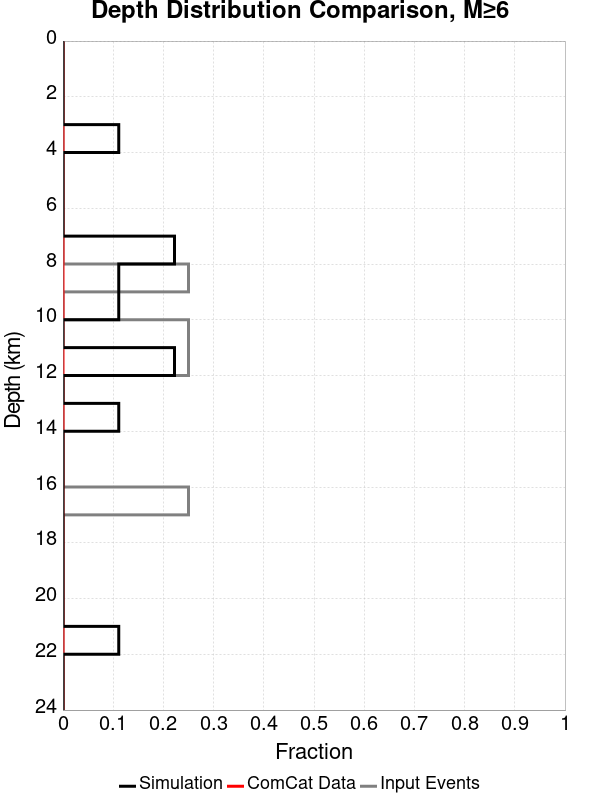 Depth Distribution Comparison, M≥6
0
2
4
6
8
10
12
14
16
18
20
22
24
Depth (km)
0 0.1 0.2 0.3 0.4 0.5 0.6 0.7 0.8 0.9 1
Fraction
Simulation ComCat Data Input Events